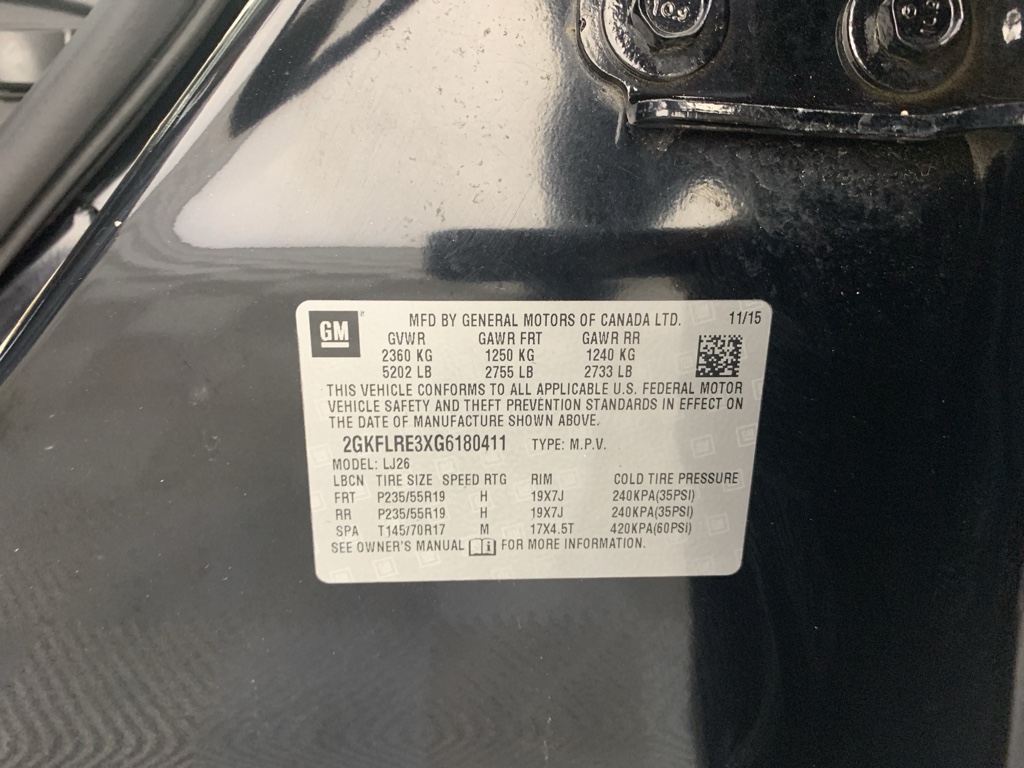 GM
MFD BY GENERAL MOTORS OF CANADA LTD. 11/15
GVWR GAWR FRT GAWR RR
2360 KG 1250 KG 1240 KG
5202 LB 2755 LB 2733 LB
THIS VEHICLE CONFORMS TO ALL APPLICABLE U.S. FEDERAL MOTOR
VEHICLE SAFETY AND THEFT PREVENTION STANDARDS IN EFFECT ON
THE DATE OF MANUFACTURE SHOWN ABOVE.
2GKFLRE3XG6180411 TYPE: M.P.V.
MODEL: LJ26
LBCN TIRE SIZE SPEED RTG RIM COLD TIRE PRESSURE
FRT P235/55R19 H 19X7J 240KPA(35PSI)
RR P235/55R19 H 19X7J 240KPA(35PSI)
SPA T145/70R17 M 17X4.5T 420KPA(60PSI)
SEE OWNER'S MANUAL FOR MORE INFORMATION.